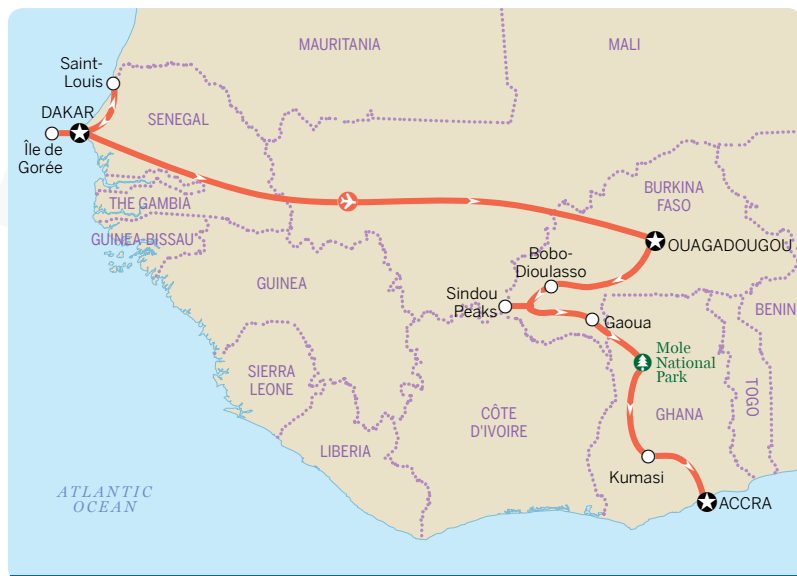 MAURITANIA
MALI
Saint-
Louis
DAKAR
SENEGAL
Île de
Gorée
THE GAMBIA
BURKINA
FASO
GUINEA-BISSAU
OUAGADOUGOU
Bobo-
Dioulasso
GUINEA
Sindou
Peaks
BENIN
Gaoua
Mole
National
Park
SIERRA
LEONE
TOGO
CÔTE
D'IVOIRE
GHANA
LIBERIA
Kumasi
ATLANTIC
OCEAN
ACCRA